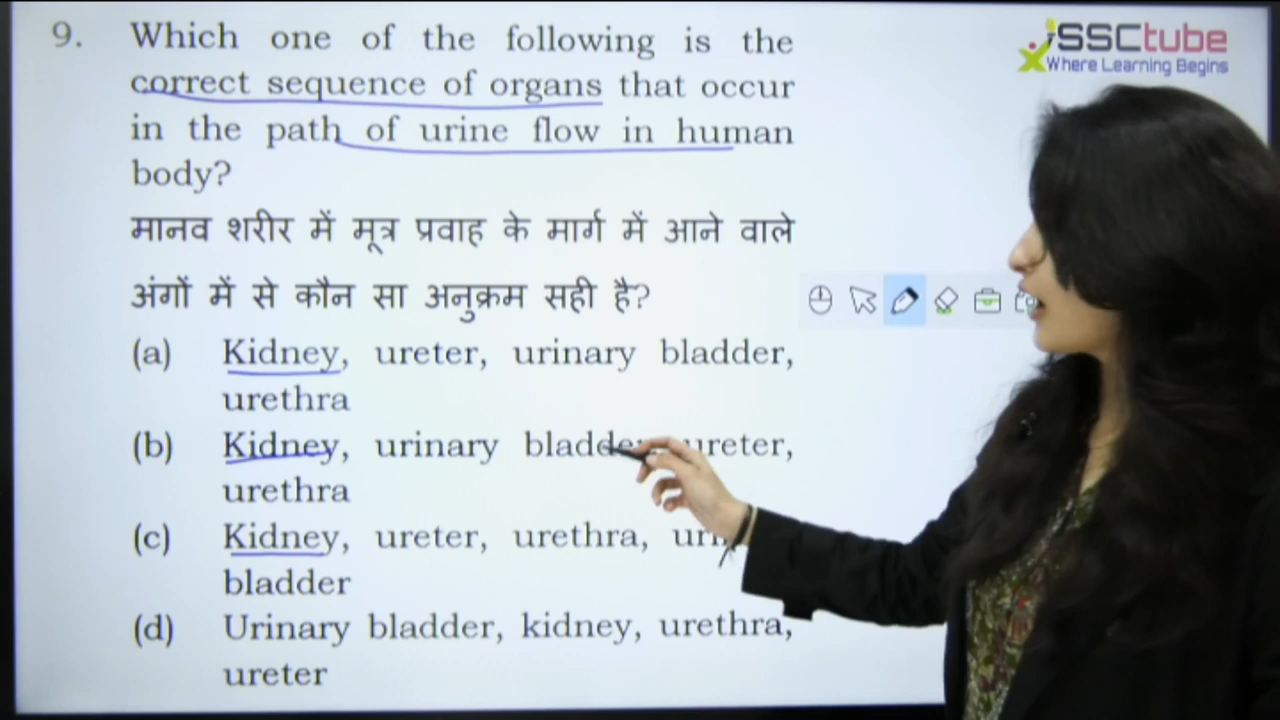 SSCtube
Where Learning Begins
9. Which one of the following is the
correct sequence of organs that occur
in the path of urine flow in human
body?
मानव शरीर में मूत्र प्रवाह के मार्ग में आने वाले
अंगों में से कौन सा अनुक्रम सही है?
(a) Kidney, ureter, urinary bladder,
urethra
(b) Kidney, urinary ureter,
urethra
(c) Kidney, ureter, urethra,
bladder
(d) Urinary bladder, kidney, urethra,
ureter